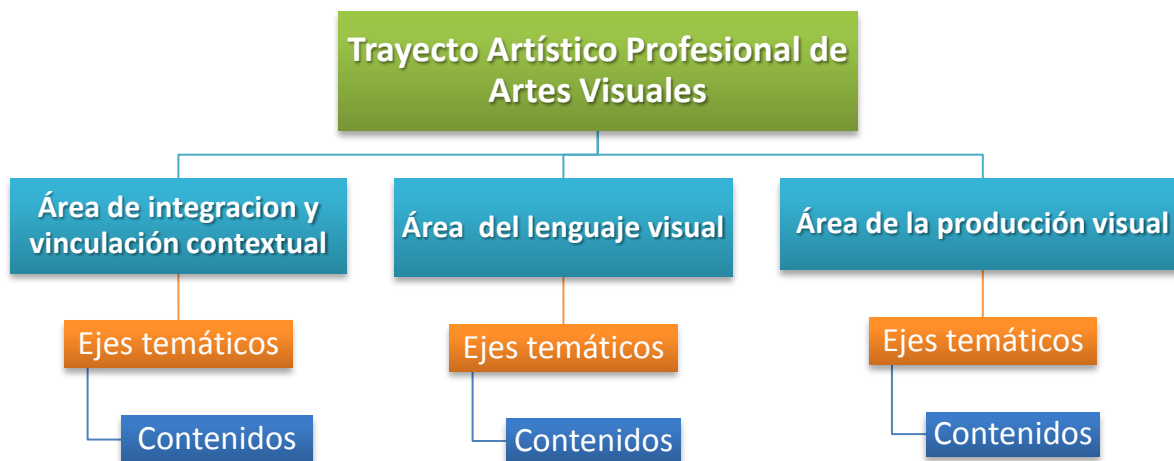 Trayecto Artístico Profesional de
Artes Visuales
Área de integracion y
vinculación contextual
Área del lenguaje visual
Área de la producción visual
Ejes temáticos
Ejes temáticos
Ejes temáticos
Contenidos
Contenidos
Contenidos